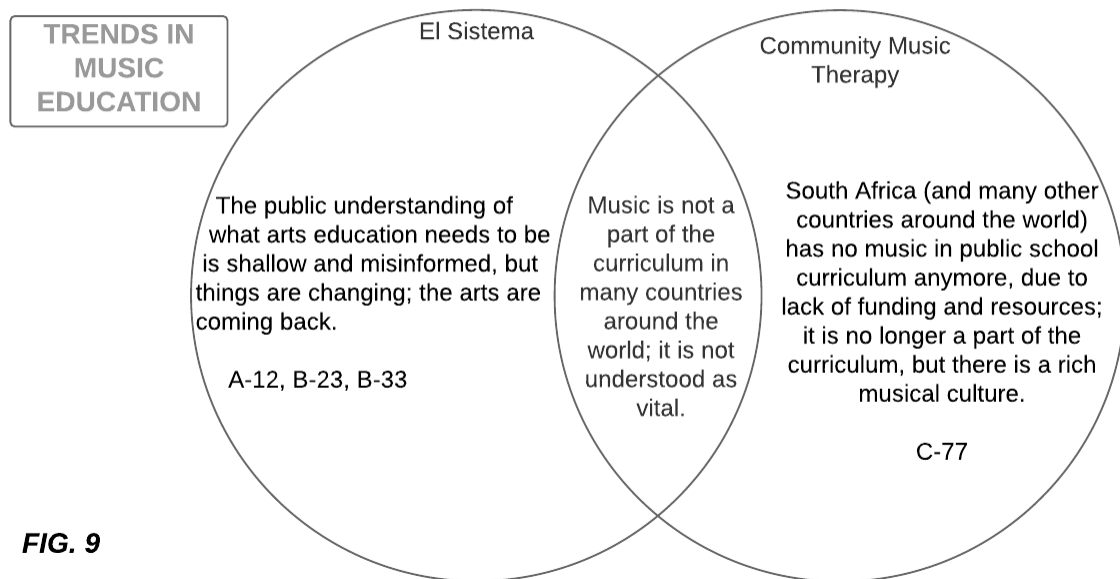 TRENDS IN
MUSIC
EDUCATION
El Sistema
Community Music
Therapy
The public understanding of
what arts education needs to be
is shallow and misinformed, but
things are changing; the arts are
coming back.
A-12, B-23, B-33
Music is not a
part of the
curriculum in
many countries
around the
world; it is not
understood as
vital.
South Africa (and many other
countries around the world)
has no music in public school
curriculum anymore, due to
lack of funding and resources;
it is no longer a part of the
curriculum, but there is a rich
musical culture.
C-77
FIG. 9